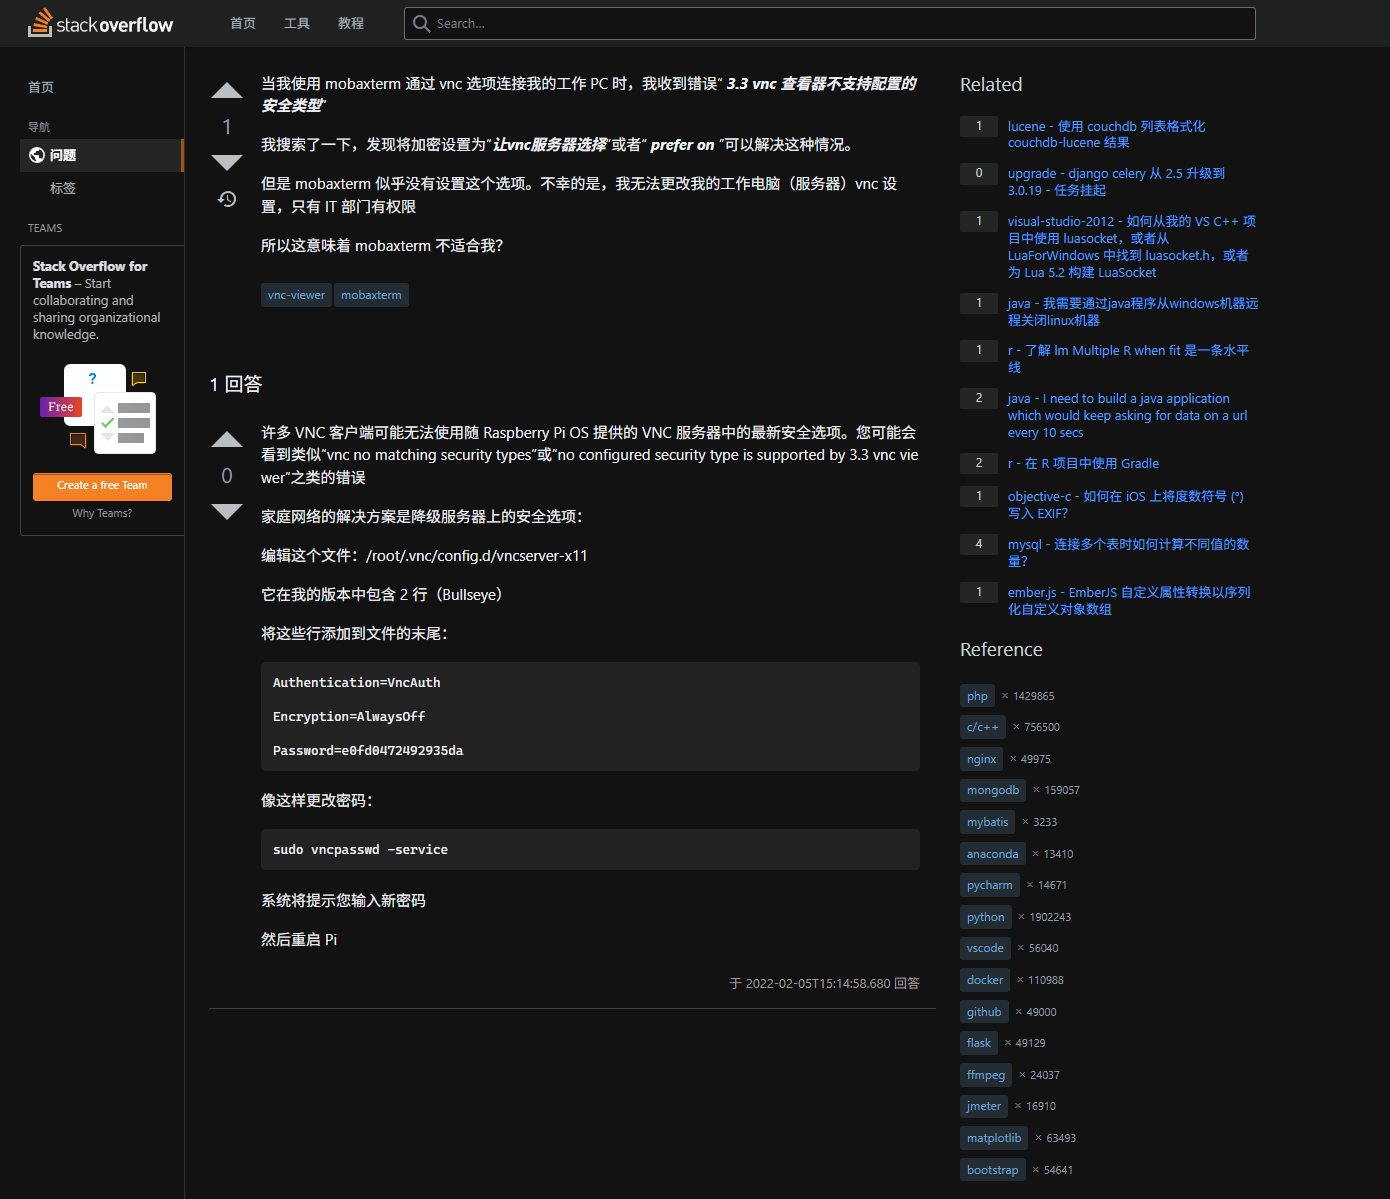 stack overflow
首页
工具
教程
Search...
首页
导航
问题
标签
TEAMS
Stack Overflow for
Teams – Start
collaborating and
sharing organizational
knowledge.
?
Free
Create a free Team
Why Teams?
1
当我使用 mobaxterm 通过 vnc 选项连接我的工作 PC 时，我收到错误“ 3.3 vnc 查看器不支持配置的
安全类型”
我搜索了一下，发现将加密设置为“让vnc服务器选择”或者“ prefer on ”可以解决这种情况。
但是 mobaxterm 似乎没有设置这个选项。不幸的是，我无法更改我的工作电脑（服务器）vnc 设
置，只有 IT 部门有权限
所以这意味着 mobaxterm 不适合我？
vnc-viewer mobaxterm
1 回答
0
许多 VNC 客户端可能无法使用随 Raspberry Pi OS 提供的 VNC 服务器中的最新安全选项。您可能会
看到类似“vnc no matching security types”或“no configured security type is supported by 3.3 vnc vie
wer”之类的错误
家庭网络的解决方案是降级服务器上的安全选项：
编辑这个文件：/root/.vnc/config.d/vncserver-x11
它在我的版本中包含 2 行（Bullseye）
将这些行添加到文件的末尾：
Authentication=VncAuth
Encryption=AlwaysOff
Password=e0fd0472492935da
像这样更改密码：
sudo vncpasswd -service
系统将提示您输入新密码
然后重启 Pi
于 2022-02-05T15:14:58.680 回答
Related
1 lucene - 使用 couchdb 列表格式化
couchdb-lucene 结果
0 upgrade - django celery 从 2.5 升级到
3.0.19 - 任务挂起
1 visual-studio-2012 - 如何从我的 VS C++ 项
目中使用 luasocket，或者从
LuaForWindows 中找到 luasocket.h，或者
为 Lua 5.2 构建 LuaSocket
1 java - 我需要通过java程序从windows机器远
程关闭linux机器
1 r - 了解 lm Multiple R when fit 是一条水平
线
2 java - I need to build a java application
which would keep asking for data on a url
every 10 secs
2 r - 在 R 项目中使用 Gradle
1 objective-c - 如何在 iOS 上将度数符号 (°)
写入 EXIF？
4 mysql - 连接多个表时如何计算不同值的数
量？
1 ember.js - EmberJS 自定义属性转换以序列
化自定义对象数组
Reference
php × 1429865
c/c++ × 756500
nginx × 49975
mongodb × 159057
mybatis × 3233
anaconda × 13410
pycharm × 14671
python × 1902243
vscode × 56040
docker × 110988
github × 49000
flask × 49129
ffmpeg × 24037
jmeter × 16910
matplotlib × 63493
bootstrap × 54641